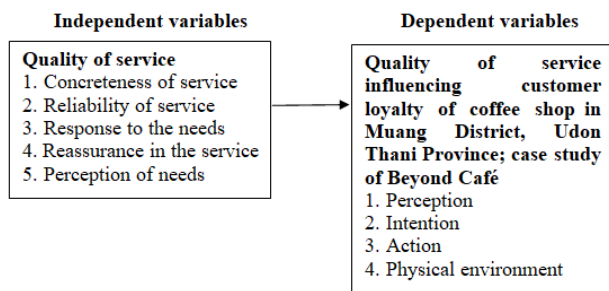 Independent variables
Quality of service
1. Concreteness of service
2. Reliability of service
3. Response to the needs
4. Reassurance in the service
5. Perception of needs
Dependent variables
Quality of service
influencing customer
loyalty of coffee shop in
Muang District, Udon
Thani Province; case study
of Beyond Café
1. Perception
2. Intention
3. Action
4. Physical environment